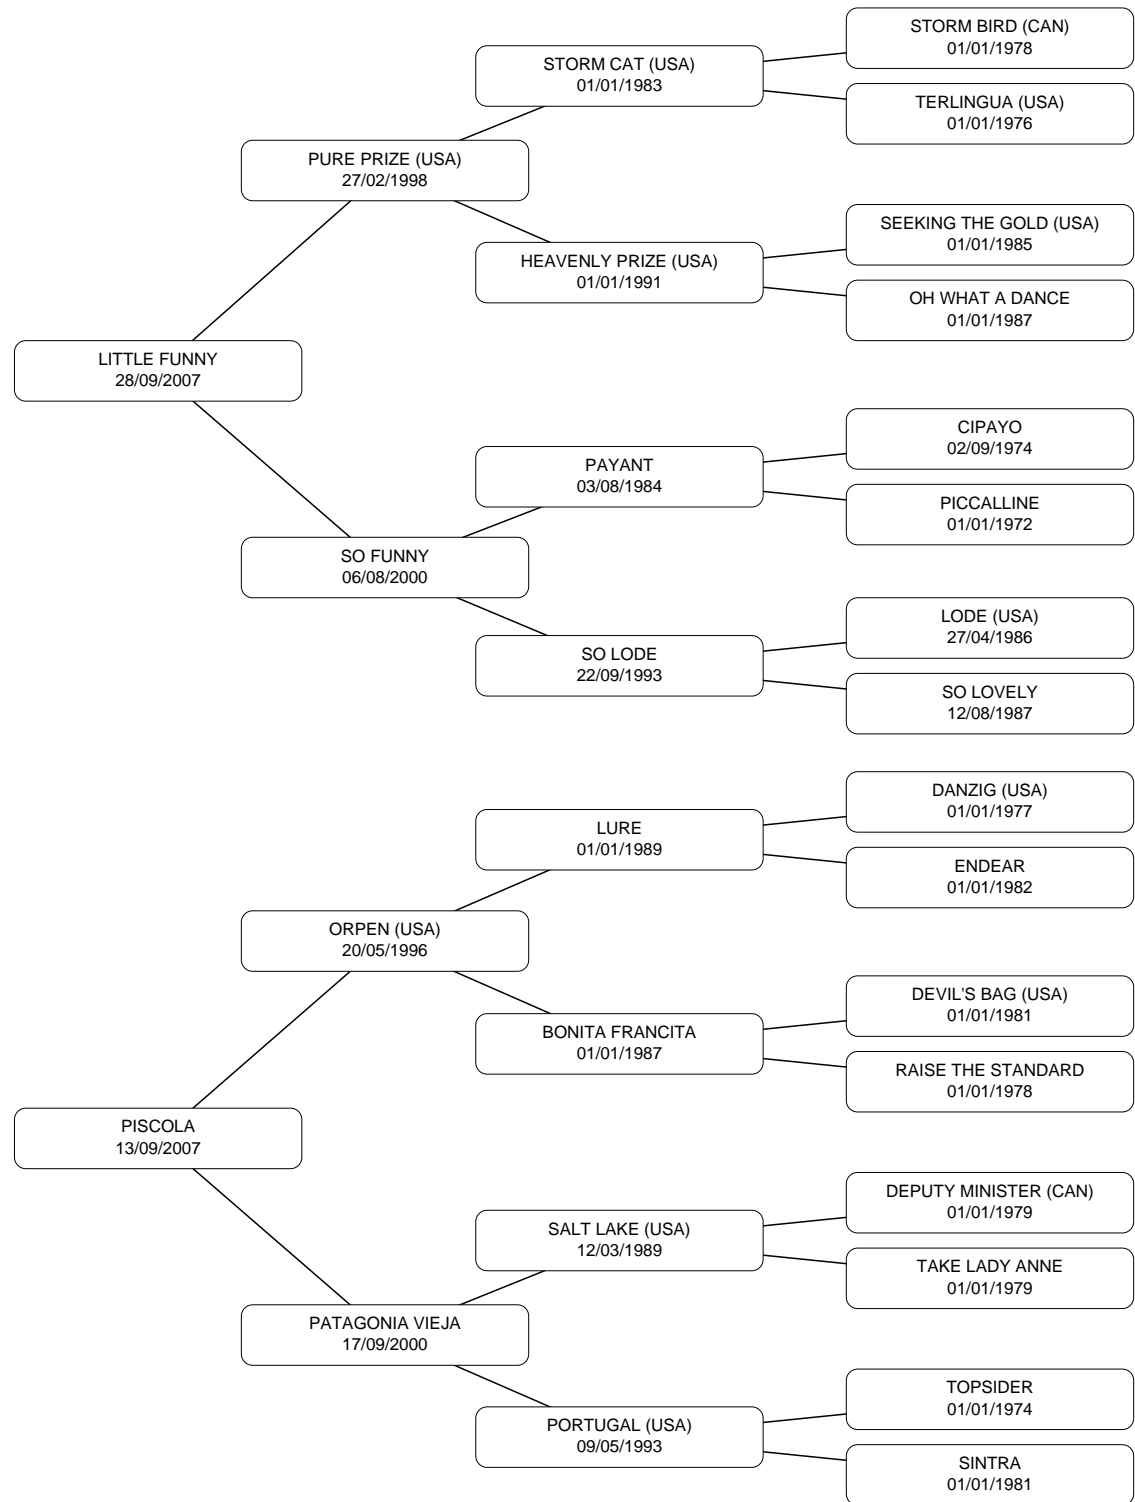 STORM BIRD (CAN)
01/01/1978
STORM CAT (USA)
01/01/1983
TERLINGUA (USA)
01/01/1976
PURE PRIZE (USA)
27/02/1998
SEEKING THE GOLD (USA)
01/01/1985
HEAVENLY PRIZE (USA)
01/01/1991
OH WHAT A DANCE
01/01/1987
LITTLE FUNNY
28/09/2007
CIPAYO
02/09/1974
PAYANT
03/08/1984
PICCALLINE
01/01/1972
SO FUNNY
06/08/2000
LODE (USA)
27/04/1986
SO LODE
22/09/1993
SO LOVELY
12/08/1987
DANZIG (USA)
01/01/1977
LURE
01/01/1989
ENDEAR
01/01/1982
ORPEN (USA)
20/05/1996
DEVIL'S BAG (USA)
01/01/1981
BONITA FRANCITA
01/01/1987
RAISE THE STANDARD
01/01/1978
PISCOLA
13/09/2007
DEPUTY MINISTER (CAN)
01/01/1979
SALT LAKE (USA)
12/03/1989
TAKE LADY ANNE
01/01/1979
PATAGONIA VIEJA
17/09/2000
TOPSIDER
01/01/1974
PORTUGAL (USA)
09/05/1993
SINTRA
01/01/1981